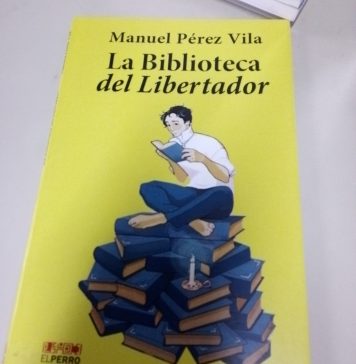 Manuel Pérez Vila
La Biblioteca
del Libertador
EL PERRO